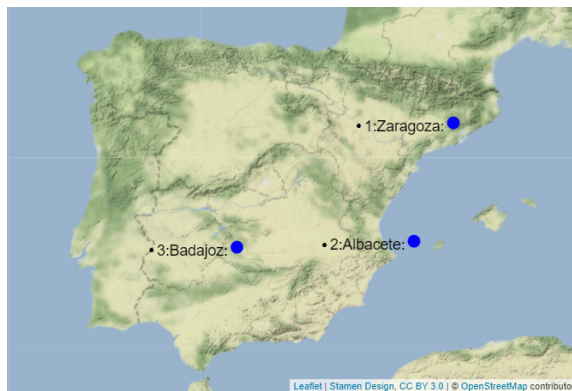 1:Zaragoza:
2:Albacete:
3:Badajoz:
Leaflet | Stamen Design, CC BY 3.0 | © OpenStreetMap contributo